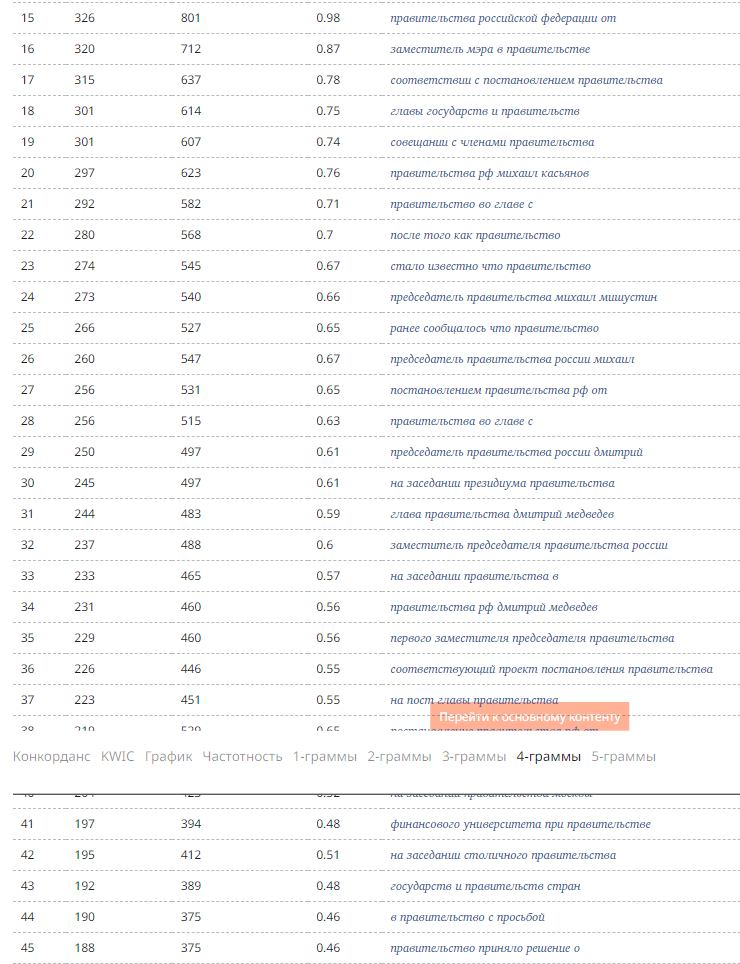 15 326 801 0.98 правительства российской федерации от
16 320 712 0.87 заместитель мэра в правительстве
17 315 637 0.78 соответствии с постановлением правительства
18 301 614 0.75 главы государств и правительств
19 301 607 0.74 совещании с членами правительства
20 297 623 0.76 правительства рф михаил касьянов
21 292 582 0.71 правительство во главе с
22 280 568 0.7 после того как правительство
23 274 545 0.67 стало известно что правительство
24 273 540 0.66 председатель правительства михаил мишустин
25 266 527 0.65 ранее сообщалось что правительство
26 260 547 0.67 председатель правительства россии михаил
27 256 531 0.65 постановлением правительства рф от
28 256 515 0.63 правительства во главе с
29 250 497 0.61 председатель правительства россии дмитрий
30 245 497 0.61 на заседании президиума правительства
31 244 483 0.59 глава правительства дмитрий медведев
32 237 488 0.6 заместитель председателя правительства россии
33 233 465 0.57 на заседании правительства в
34 231 460 0.56 правительства рф дмитрий медведев
35 229 460 0.56 первого заместителя председателя правительства
36 226 446 0.55 соответствующий проект постановления правительства
37 223 451 0.55 на пост главы правительства
Перейти к основному контенту
Конкорданс KWIC График Частотность 1-граммы 2-граммы 3-граммы 4-граммы 5-граммы
41 197 394 0.48 финансового университета при правительстве
42 195 412 0.51 на заседании столичного правительства
43 192 389 0.48 государств и правительств стран
44 190 375 0.46 в правительство с просьбой
45 188 375 0.46 правительство приняло решение о